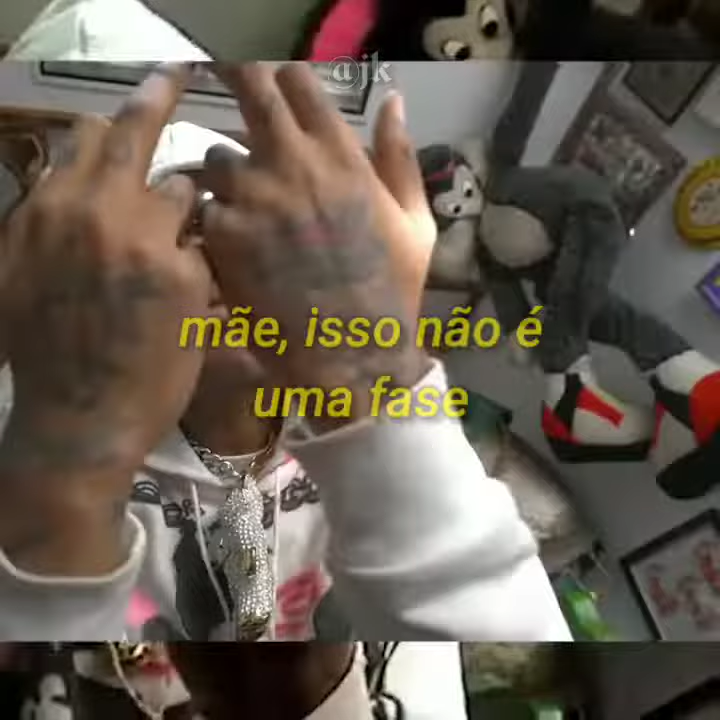 @jk
mãe, isso não é
uma fase